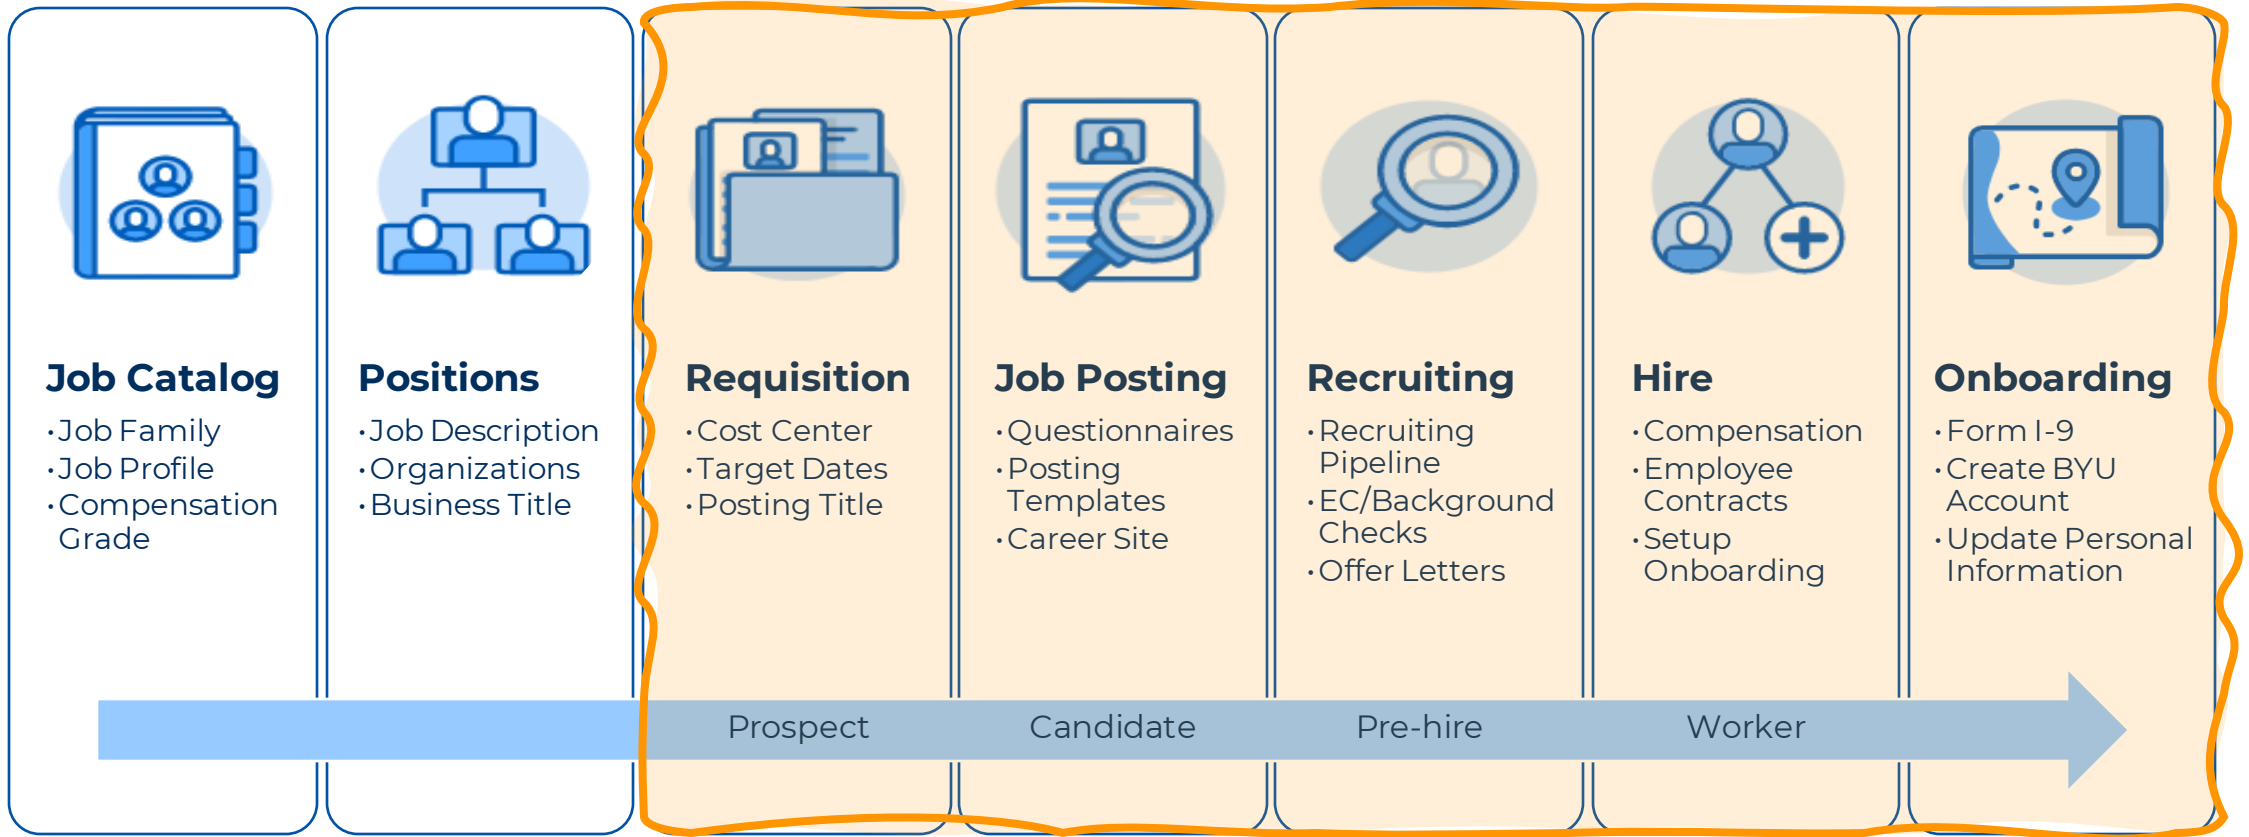 Job Catalog
·Job Family
·Job Profile
·Compensation
Grade
Positions
·Job Description
·Organizations
·Business Title
Requisition
·Cost Center
·Target Dates
·Posting Title
Job Posting
·Questionnaires
·Posting
Templates
·Career Site
Recruiting
·Recruiting
Pipeline
·EC/Background
Checks
·Offer Letters
Hire
·Compensation
·Employee
Contracts
·Setup
Onboarding
Onboarding
·Form I-9
·Create BYU
Account
·Update Personal
Information
Prospect
Candidate
Pre-hire
Worker